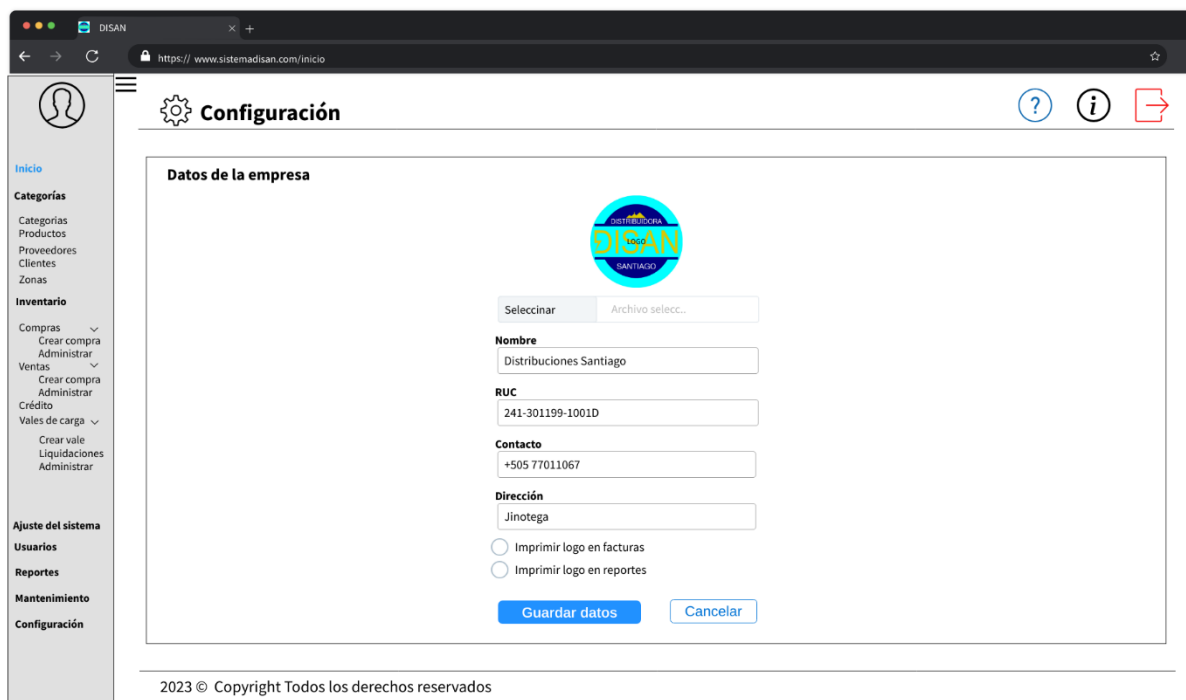 DISAN
https:// www.sistemadisan.com/inicio
Configuración
?
i
Inicio
Categorías
Categorias
Productos
Proveedores
Clientes
Zonas
Inventario
Compras
Crear compra
Administrar
Ventas
Crear compra
Administrar
Crédito
Vales de carga
Crear vale
Liquidaciones
Administrar
Ajuste del sistema
Usuarios
Reportes
Mantenimiento
Configuración
Datos de la empresa
DISTRIBUIDORA
DISAN
LOGO
SANTIAGO
Seleccinar Archivo selecc..
Nombre
Distribuciones Santiago
RUC
241-301199-1001D
Contacto
+505 77011067
Dirección
Jinotega
Imprimir logo en facturas
Imprimir logo en reportes
Guardar datos Cancelar
2023 © Copyright Todos los derechos reservados